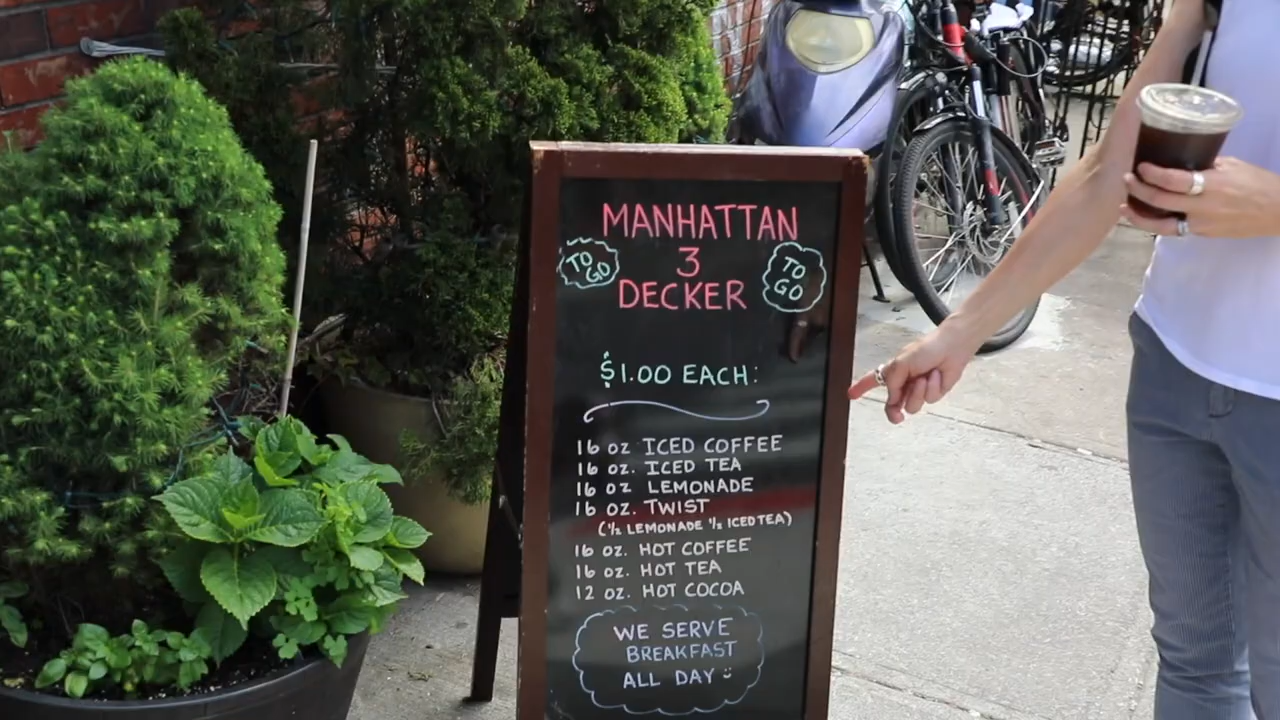 MANHATTAN
3
DECKER
TO
GO
TO
GO
$1.00 EACH:
16 oz ICED COFFEE
16 oz. ICED TEA
16 oz LEMONADE
16 oz. TWIST
(½ LEMONADE ½ ICED TEA)
16 oz. HOT COFFEE
16 oz. HOT TEA
12 oz. HOT COCOA
WE SERVE
BREAKFAST
ALL DAY